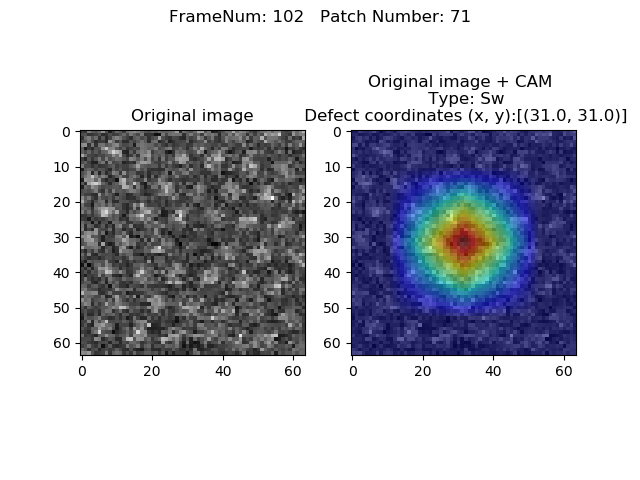 FrameNum: 102   Patch Number: 71
Original image
Original image + CAM
Type: Sw
Defect coordinates (x, y):[(31.0, 31.0)]
0
10
20
30
40
50
60
0 20 40 60
0
10
20
30
40
50
60
0 20 40 60